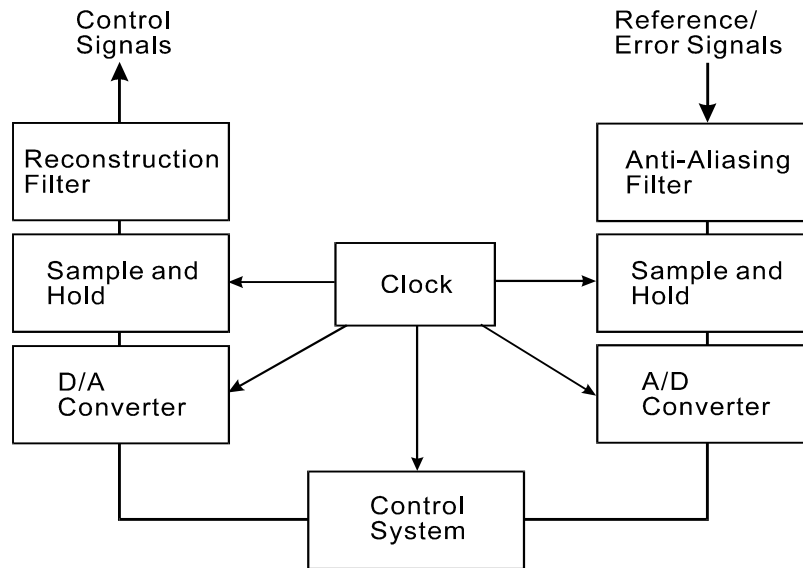 Control
Signals
Reference/
Error Signals
Reconstruction
Filter
Anti-Aliasing
Filter
Sample and
Hold
Clock
Sample and
Hold
D/A
Converter
A/D
Converter
Control
System